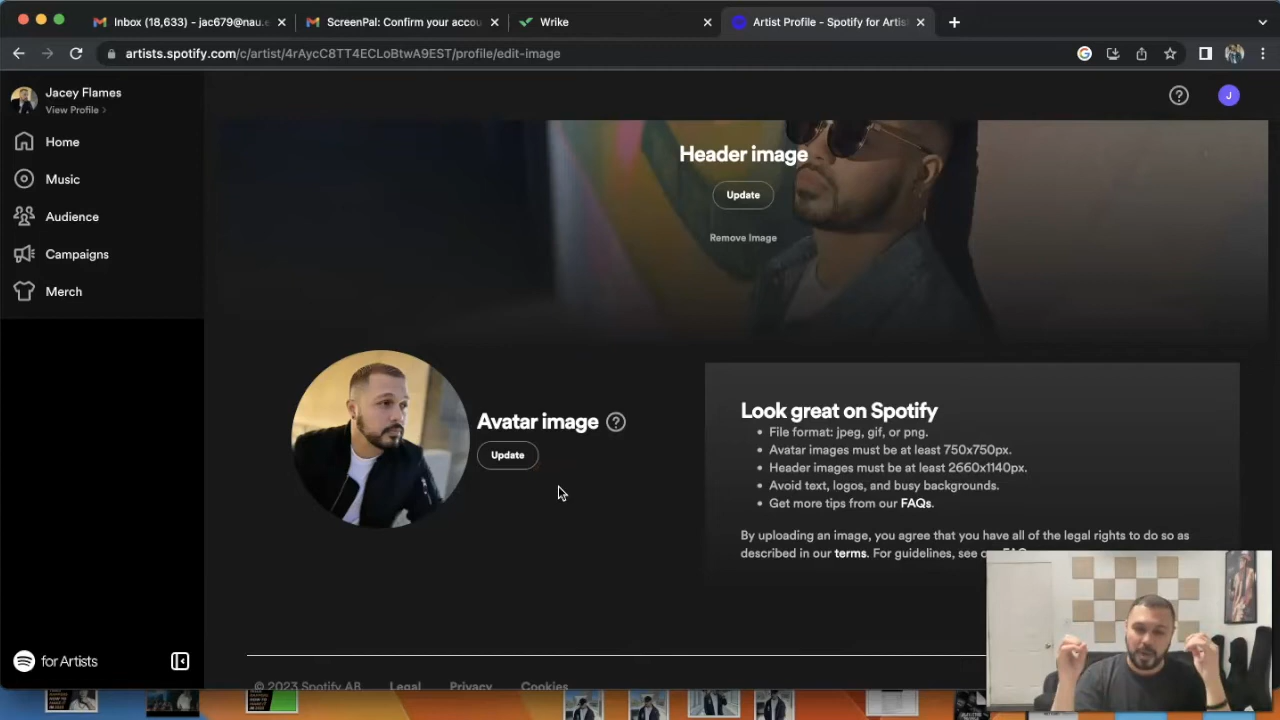 Inbox (18,633) - jac679@nau.e
ScreenPal: Confirm your accou
Wrike
Artist Profile - Spotify for Artis
artists.spotify.com/c/artist/4rAycC8TT4ECLoBtwA9EST/profile/edit-image
Jacey Flames
View Profile
J
Home
Music
Audience
Campaigns
Merch
Header image
Update
Remove Image
Avatar image
Update
Look great on Spotify
• File format: jpeg, gif, or png.
• Avatar images must be at least 750x750px.
• Header images must be at least 2660x1140px.
• Avoid text, logos, and busy backgrounds.
• Get more tips from our FAQs.
By uploading an image, you agree that you have all of the legal rights to do so as
described in our terms. For guidelines, see our FAQ
for Artists
© 2023 Spotify AB
Legal
Privacy
Cookies